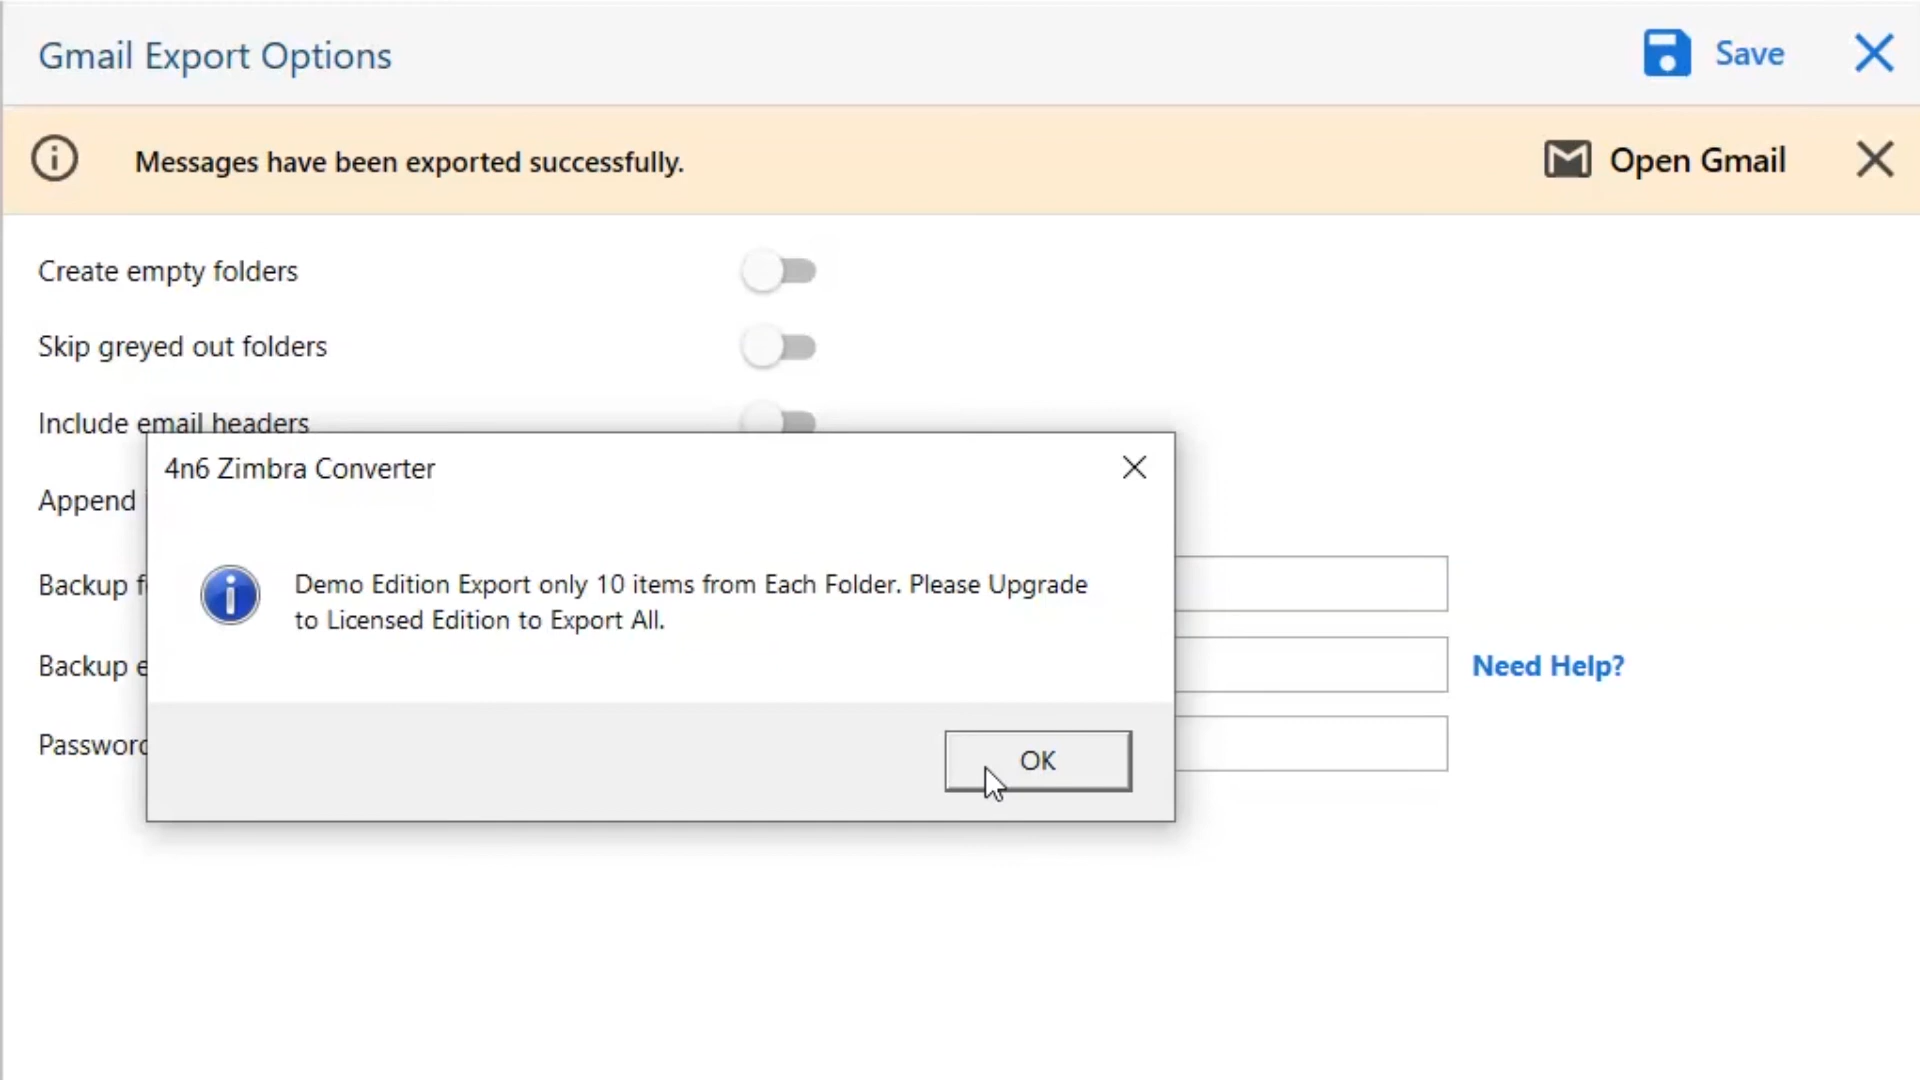 Gmail Export Options
Save
Messages have been exported successfully.
Open Gmail
Create empty folders
Skip greyed out folders
Include email headers
4n6 Zimbra Converter
Append
Demo Edition Export only 10 items from Each Folder. Please Upgrade
to Licensed Edition to Export All.
Backup
Backup
Need Help?
Password
OK